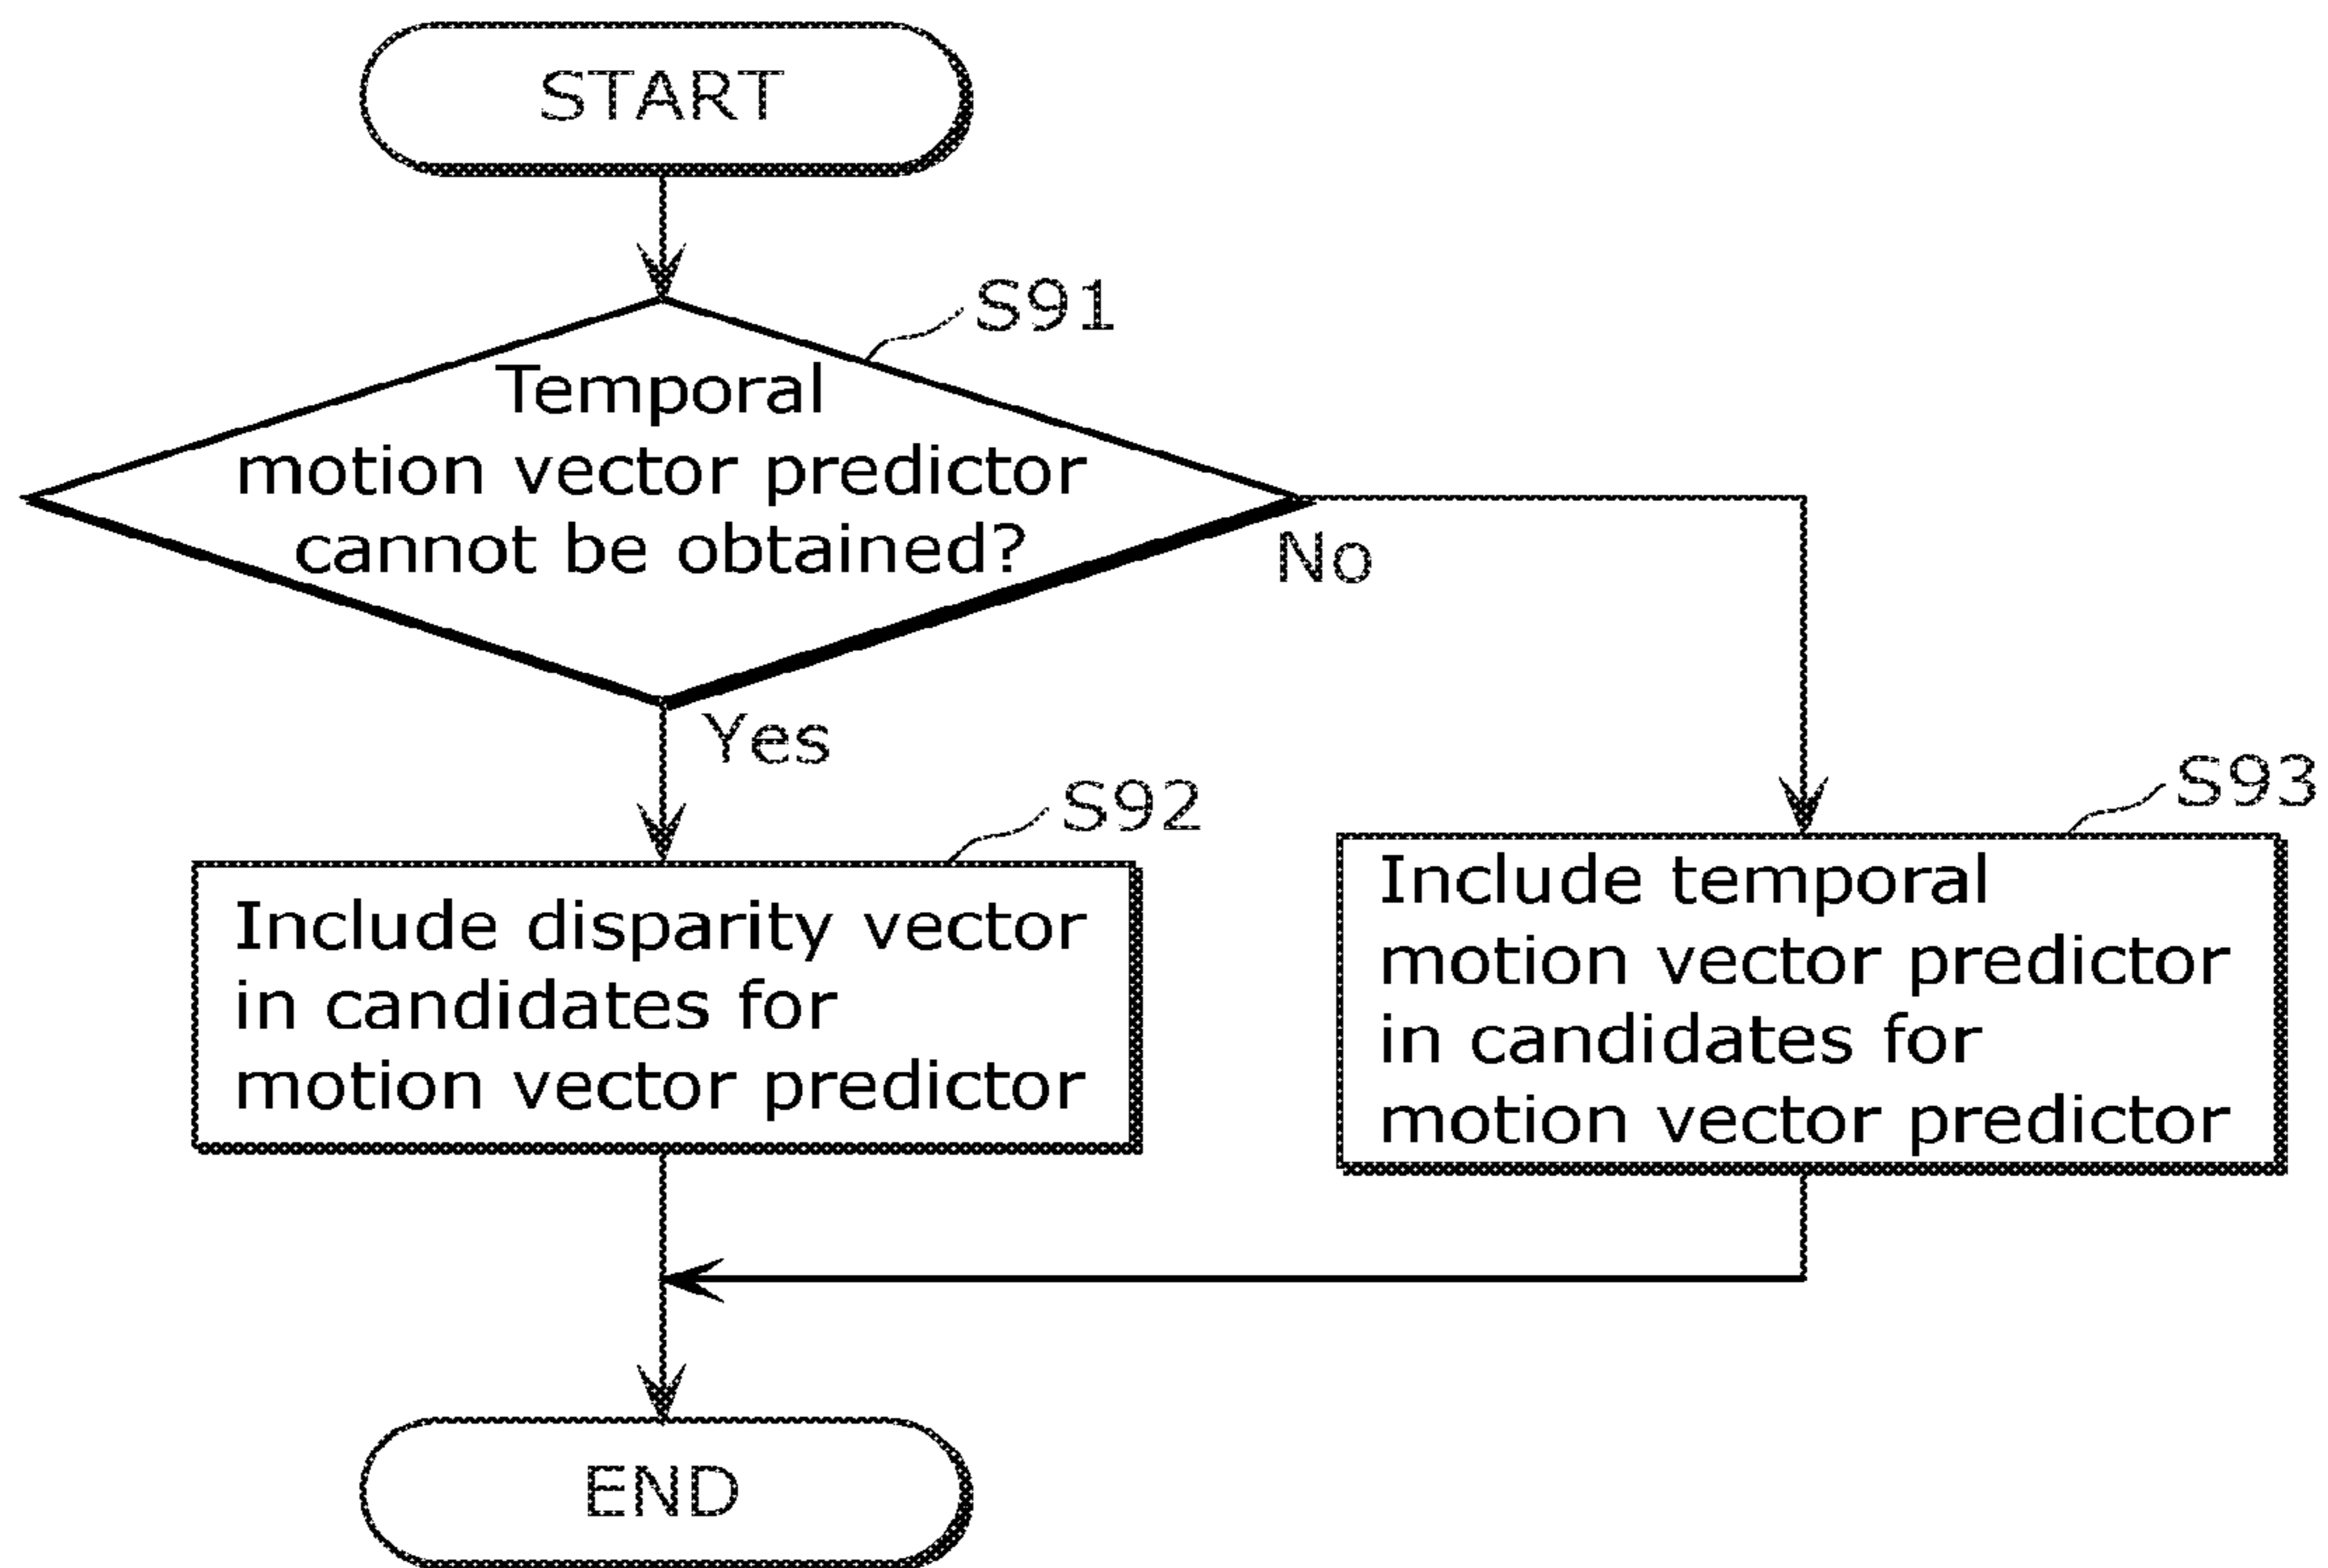 START
S91
Temporal
motion vector predictor
cannot be obtained?
No
Yes
S92
Include disparity vector
in candidates for
motion vector predictor
S93
Include temporal
motion vector predictor
in candidates for
motion vector predictor
END